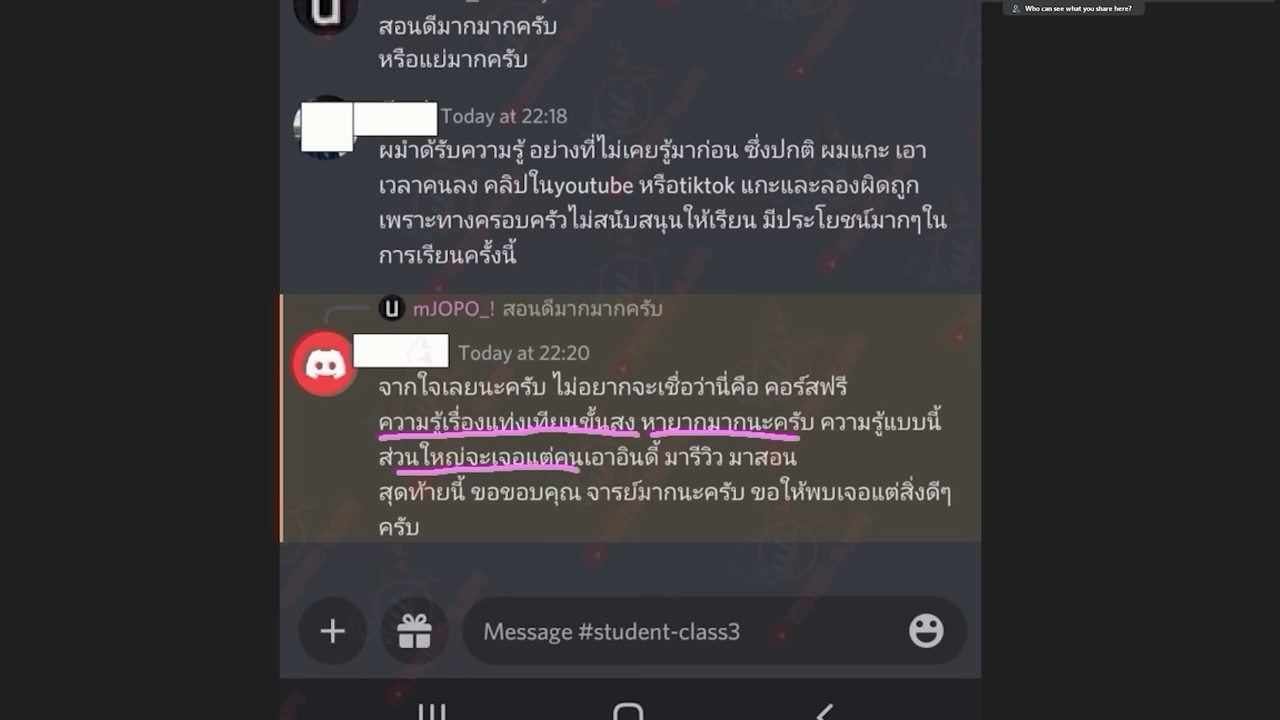 Who can see what you share here?
สอนดีมากมากครับ
หรือแย่มากครับ
Today at 22:18
ผมำด้รับความรู้ อย่างที่ไม่เคยรู้มาก่อน ซึ่งปกติ ผมแกะ เอา
เวลาคนลง คลิปในyoutube หรือtiktok แกะและลองผิดถูก
เพราะทางครอบครัวไม่สนับสนุนให้เรียน มีประโยชน์มากๆใน
การเรียนครั้งนี้
mJOPO_! สอนดีมากมากครับ
Today at 22:20
จากใจเลยนะครับ ไม่อยากจะเชื่อว่านี่คือ คอร์สฟรี
ความรู้เรื่องแท่งเทียนขั้นสูง หายากมากนะครับ ความรู้แบบนี้
ส่วนใหญ่จะเจอแต่คนเอาอินดี้ มารีวิว มาสอน
สุดท้ายนี้ ขอขอบคุณ จารย์มากนะครับ ขอให้พบเจอแต่สิ่งดีๆ
ครับ
Message #student-class3